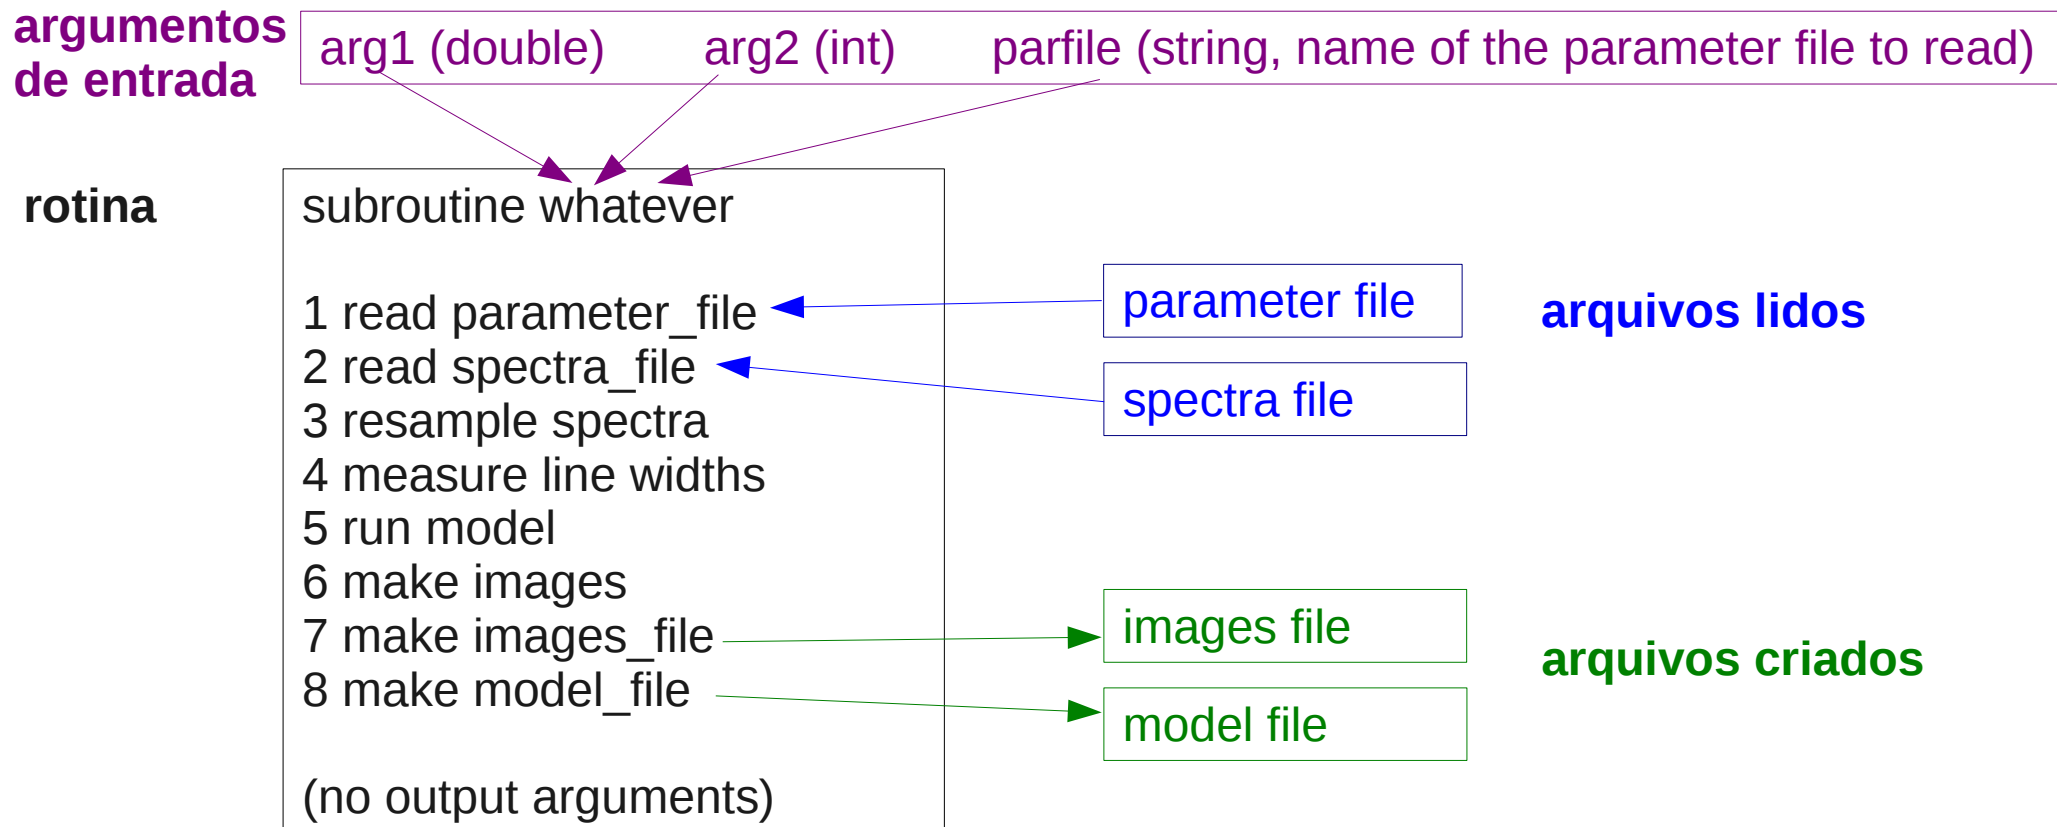 argumentos
de entrada
arg1 (double)
arg2 (int)
parfile (string, name of the parameter file to read)
rotina
subroutine whatever
1 read parameter_file
2 read spectra_file
3 resample spectra
4 measure line widths
5 run model
6 make images
7 make images_file
8 make model_file
(no output arguments)
parameter file
spectra file
arquivos lidos
images file
model file
arquivos criados